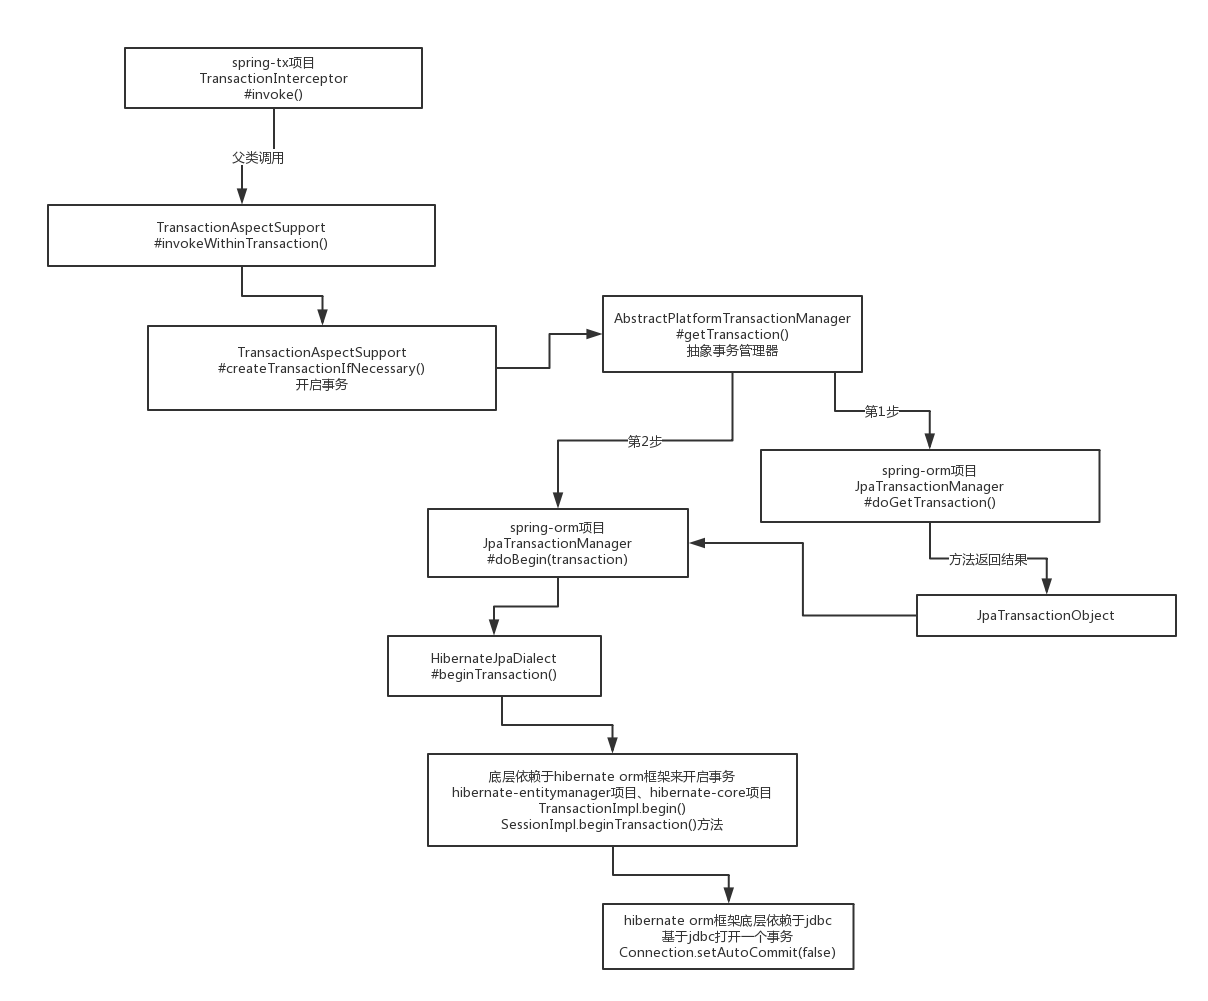 spring-tx项目
TransactionInterceptor
#invoke()
父类调用
TransactionAspectSupport
#invokeWithinTransaction()
TransactionAspectSupport
#createTransactionIfNecessary()
开启事务
AbstractPlatformTransactionManager
#getTransaction()
抽象事务管理器
第1步
第2步
spring-orm项目
JpaTransactionManager
#doGetTransaction()
方法返回结果
JpaTransactionObject
spring-orm项目
JpaTransactionManager
#doBegin(transaction)
HibernateJpaDialect
#beginTransaction()
底层依赖于hibernate orm框架来开启事务
hibernate-entitymanager项目、hibernate-core项目
TransactionImpl.begin()
SessionImpl.beginTransaction()方法
hibernate orm框架底层依赖于jdbc
基于jdbc打开一个事务
Connection.setAutoCommit(false)